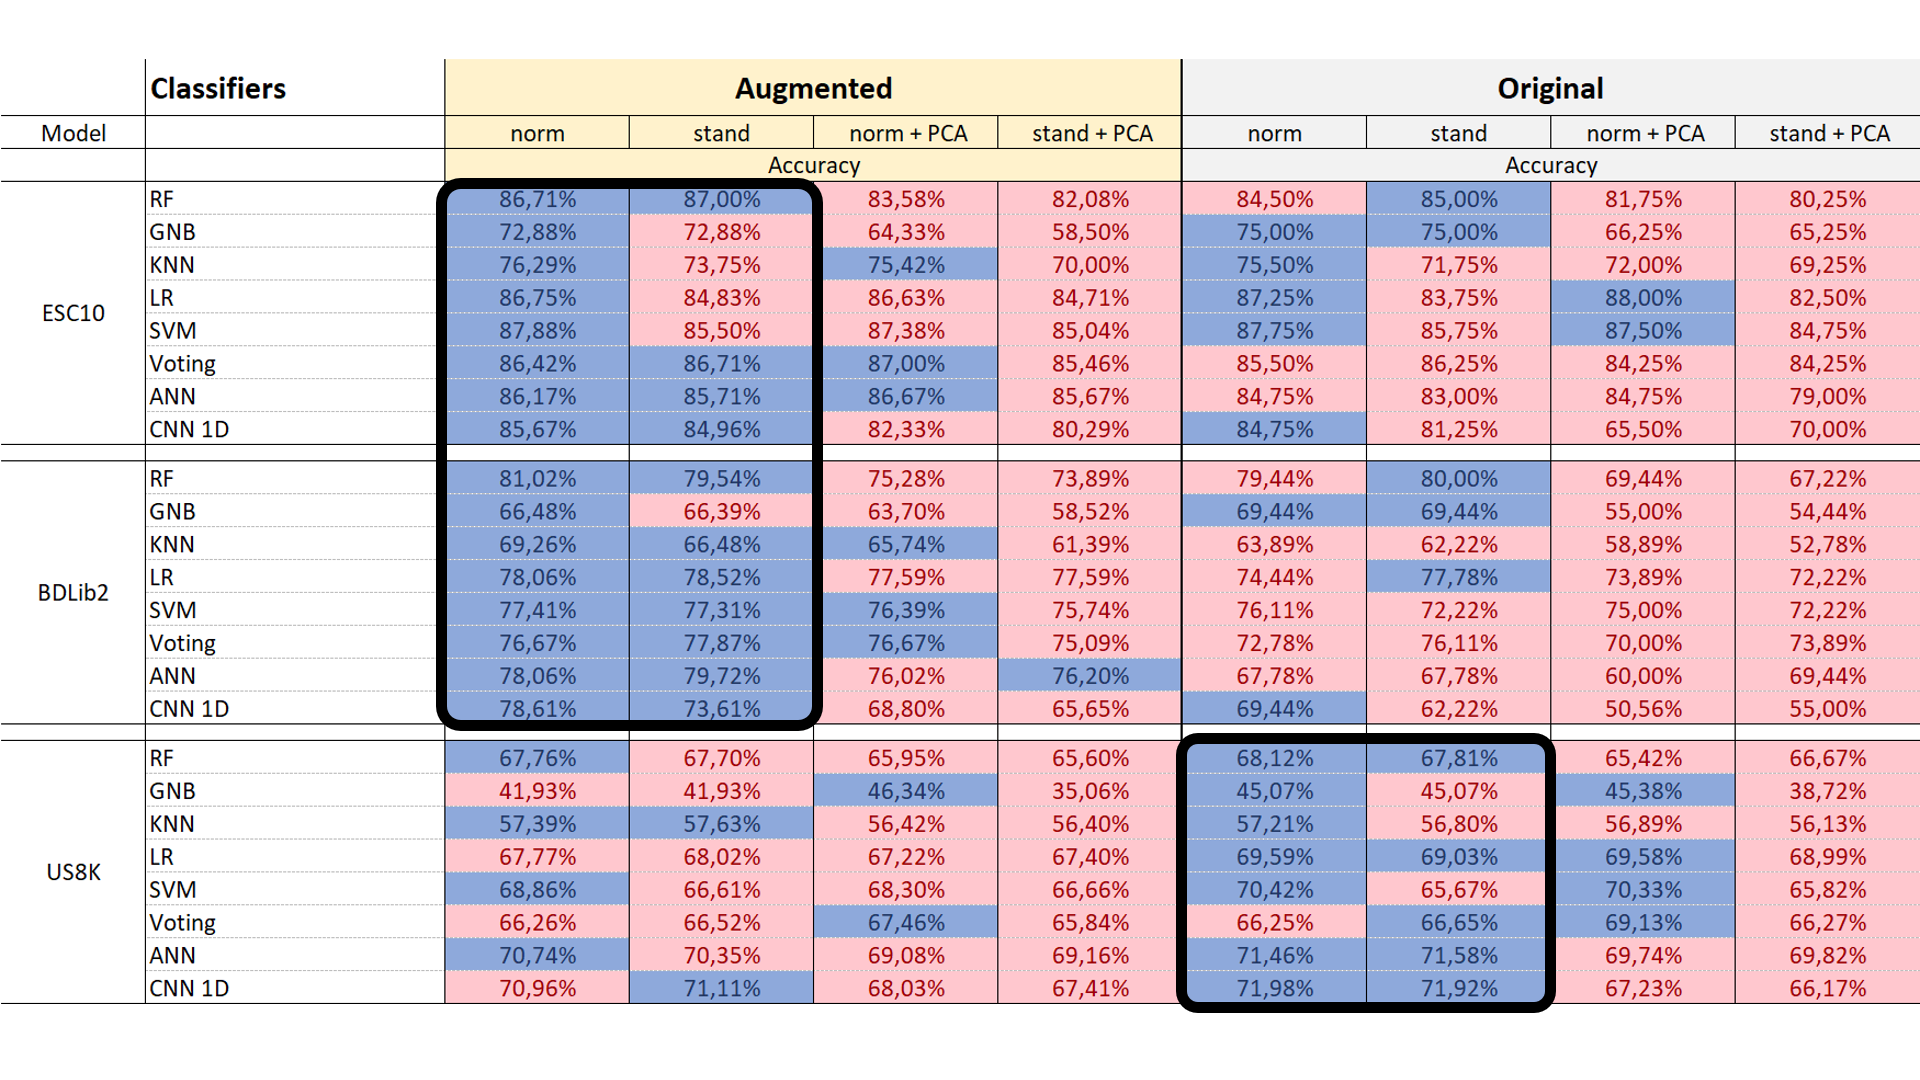 Classifiers Augmented Original
Model norm stand norm + PCA stand + PCA norm stand norm + PCA stand + PCA
Accuracy Accuracy
ESC10
RF 86,71% 87,00% 83,58% 82,08% 84,50% 85,00% 81,75% 80,25%
GNB 72,88% 72,88% 64,33% 58,50% 75,00% 75,00% 66,25% 65,25%
KNN 76,29% 73,75% 75,42% 70,00% 75,50% 71,75% 72,00% 69,25%
LR 86,75% 84,83% 86,63% 84,71% 87,25% 83,75% 88,00% 82,50%
SVM 87,88% 85,50% 87,38% 85,04% 87,75% 85,75% 87,50% 84,75%
Voting 86,42% 86,71% 87,00% 85,46% 85,50% 86,25% 84,25% 84,25%
ANN 86,17% 85,71% 86,67% 85,67% 84,75% 83,00% 84,75% 79,00%
CNN 1D 85,67% 84,96% 82,33% 80,29% 84,75% 81,25% 65,50% 70,00%
BDLib2
RF 81,02% 79,54% 75,28% 73,89% 79,44% 80,00% 69,44% 67,22%
GNB 66,48% 66,39% 63,70% 58,52% 69,44% 69,44% 55,00% 54,44%
KNN 69,26% 66,48% 65,74% 61,39% 63,89% 62,22% 58,89% 52,78%
LR 78,06% 78,52% 77,59% 77,59% 74,44% 77,78% 73,89% 72,22%
SVM 77,41% 77,31% 76,39% 75,74% 76,11% 72,22% 75,00% 72,22%
Voting 76,67% 77,87% 76,67% 75,09% 72,78% 76,11% 70,00% 73,89%
ANN 78,06% 79,72% 76,02% 76,20% 67,78% 67,78% 60,00% 69,44%
CNN 1D 78,61% 73,61% 68,80% 65,65% 69,44% 62,22% 50,56% 55,00%
US8K
RF 67,76% 67,70% 65,95% 65,60% 68,12% 67,81% 65,42% 66,67%
GNB 41,93% 41,93% 46,34% 35,06% 45,07% 45,07% 45,38% 38,72%
KNN 57,39% 57,63% 56,42% 56,40% 57,21% 56,80% 56,89% 56,13%
LR 67,77% 68,02% 67,22% 67,40% 69,59% 69,03% 69,58% 68,99%
SVM 68,86% 66,61% 68,30% 66,66% 70,42% 65,67% 70,33% 65,82%
Voting 66,26% 66,52% 67,46% 65,84% 66,25% 66,65% 69,13% 66,27%
ANN 70,74% 70,35% 69,08% 69,16% 71,46% 71,58% 69,74% 69,82%
CNN 1D 70,96% 71,11% 68,03% 67,41% 71,98% 71,92% 67,23% 66,17%